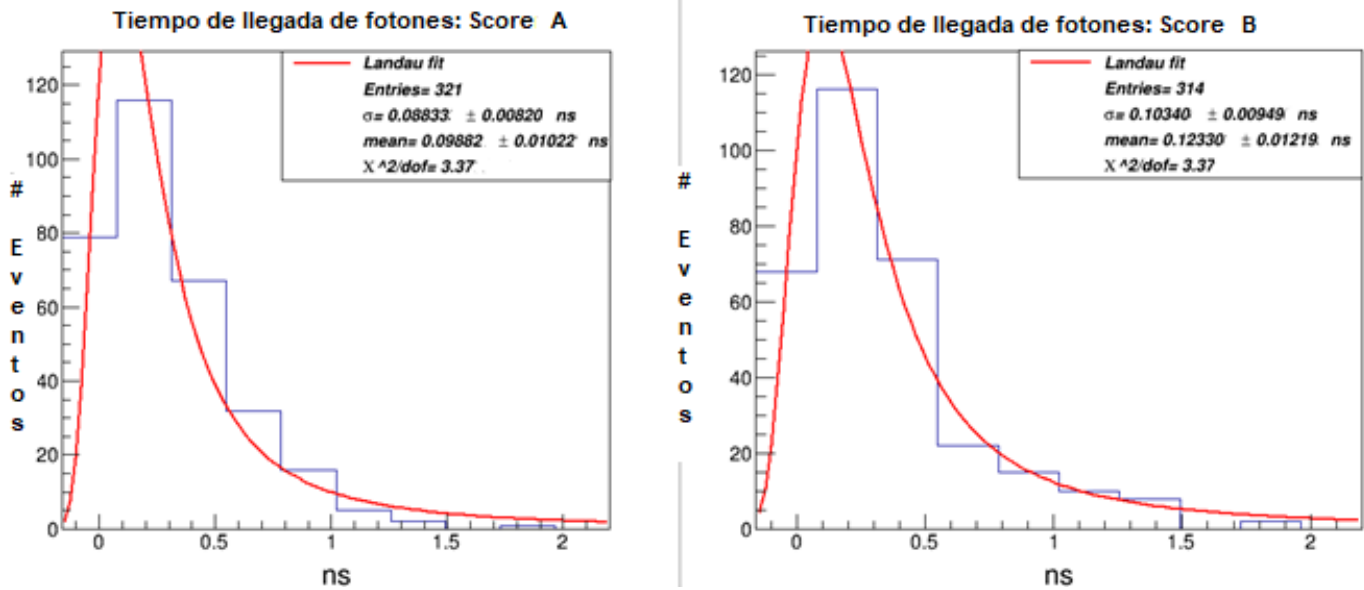 Tiempo de llegada de fotones: Score A
Landau fit
Entries= 321
σ= 0.08833 ± 0.00820 ns
mean= 0.09882 ± 0.01022 ns
X ^2/dof= 3.37
120
100
80
60
40
20
0
# Eventos
0 0.5 1 1.5 2
ns
Tiempo de llegada de fotones: Score B
Landau fit
Entries= 314
σ= 0.10340 ± 0.00949 ns
mean= 0.12330 ± 0.01219 ns
X ^2/dof= 3.37
120
100
80
60
40
20
0
# Eventos
0 0.5 1 1.5 2
ns